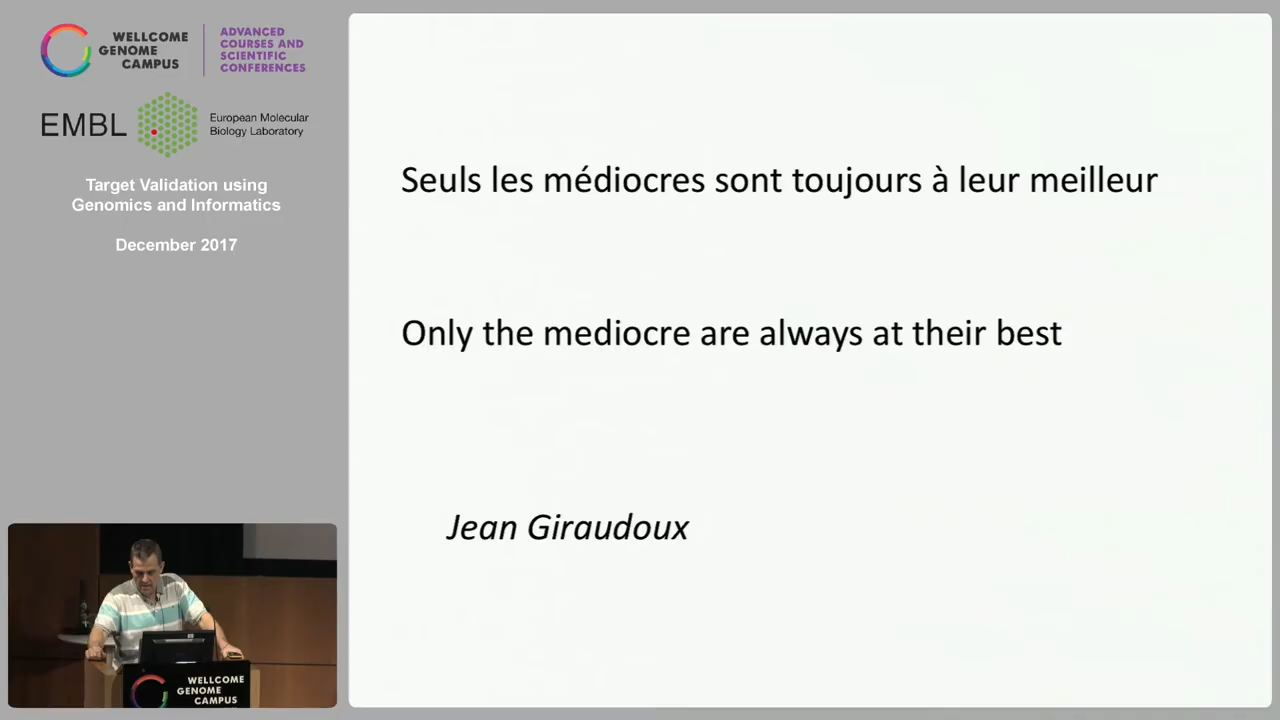 WELLCOME
GENOME
CAMPUS
ADVANCED
COURSES AND
SCIENTIFIC
CONFERENCES
EMBL
European Molecular
Biology Laboratory
Target Validation using
Genomics and Informatics
December 2017
Seuls les médiocres sont toujours à leur meilleur
Only the mediocre are always at their best
Jean Giraudoux
WELLCOME
GENOME
CAMPUS